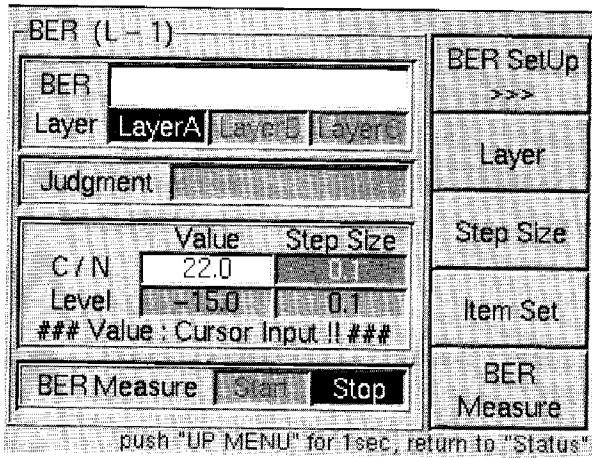 BER (L – 1)
BER
Layer LayerA LayerB LayerC
Judgment
Value Step Size
C / N 22.0 0.1
Level –15.0 0.1
### Value : Cursor Input !! ###
BER Measure Start Stop
BER SetUp
>>>
Layer
Step Size
Item Set
BER
Measure
push "UP MENU" for 1sec, return to "Status"